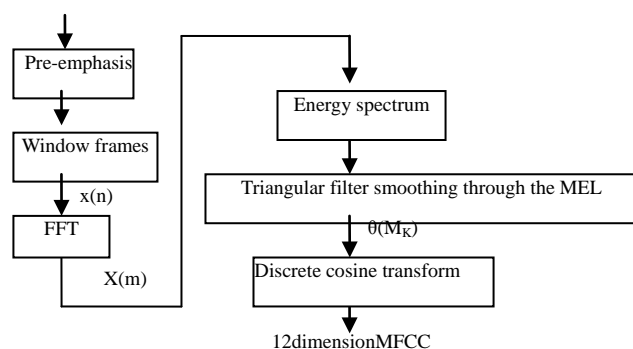 Pre-emphasis
Window frames
x(n)
FFT
X(m)
Energy spectrum
Triangular filter smoothing through the MEL
θ(M_K)
Discrete cosine transform
12dimensionMFCC